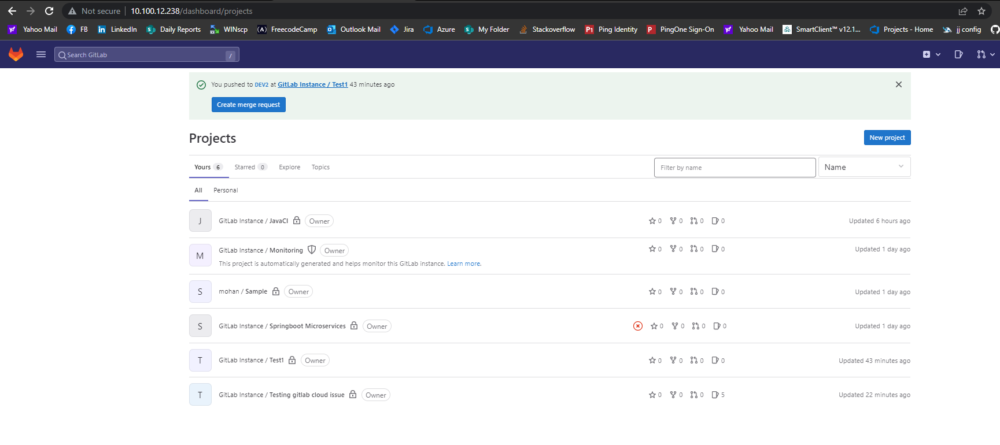 Not secure | 10.100.12.238/dashboard/projects
Yahoo Mail FB LinkedIn Daily Reports WINscp FreecodeCamp Outlook Mail Jira Azure My Folder Stackoverflow Ping Identity PingOne Sign-On Yahoo Mail SmartClient™ v12.1... Projects - Home jj config
Search GitLab /
You pushed to DEV2 at GitLab Instance / Test1 43 minutes ago
Create merge request
Projects
New project
Yours 6 Starred 0 Explore Topics Filter by name Name
All Personal
J GitLab Instance / JavaCI Owner 0 0 0 0 Updated 6 hours ago
M GitLab Instance / Monitoring Owner 0 0 0 0 Updated 1 day ago
This project is automatically generated and helps monitor this GitLab instance. Learn more.
S mohan / Sample Owner 0 0 0 0 Updated 1 day ago
S GitLab Instance / Springboot Microservices Owner 0 0 0 0 Updated 1 day ago
T GitLab Instance / Test1 Owner 0 0 0 0 Updated 43 minutes ago
T GitLab Instance / Testing gitlab cloud issue Owner 0 0 0 5 Updated 22 minutes ago